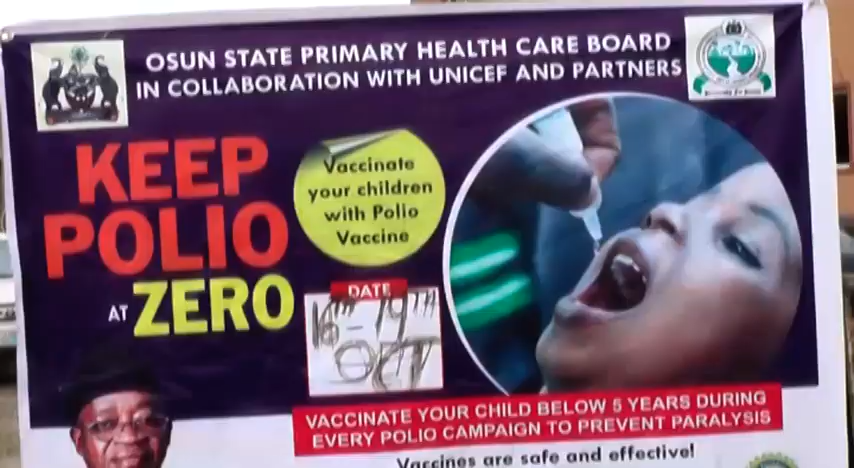 OSUN STATE PRIMARY HEALTH CARE BOARD
IN COLLABORATION WITH UNICEF AND PARTNERS
KEEP
POLIO
AT ZERO
Vaccinate
your children
with Polio
Vaccine
DATE
16TH - 19TH
OCT
VACCINATE YOUR CHILD BELOW 5 YEARS DURING
EVERY POLIO CAMPAIGN TO PREVENT PARALYSIS
Vaccines are safe and effective!